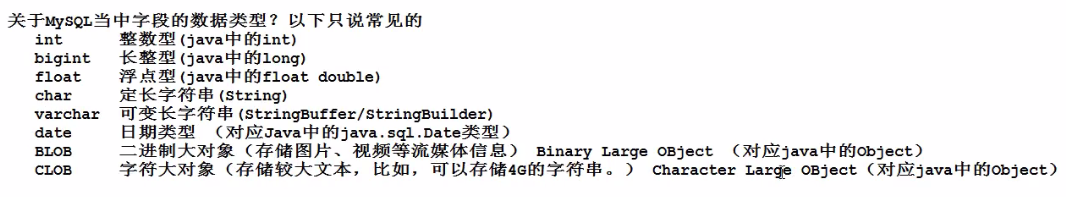 关于MySQL当中字段的数据类型？以下只说常见的
int 整数型(java中的int)
bigint 长整型(java中的long)
float 浮点型(java中的float double)
char 定长字符串(String)
varchar 可变长字符串(StringBuffer/StringBuilder)
date 日期类型 （对应Java中的java.sql.Date类型）
BLOB 二进制大对象（存储图片、视频等流媒体信息） Binary Large OBject （对应java中的Object）
CLOB 字符大对象（存储较大文本，比如，可以存储4G的字符串。） Character Large OBject（对应java中的Object）